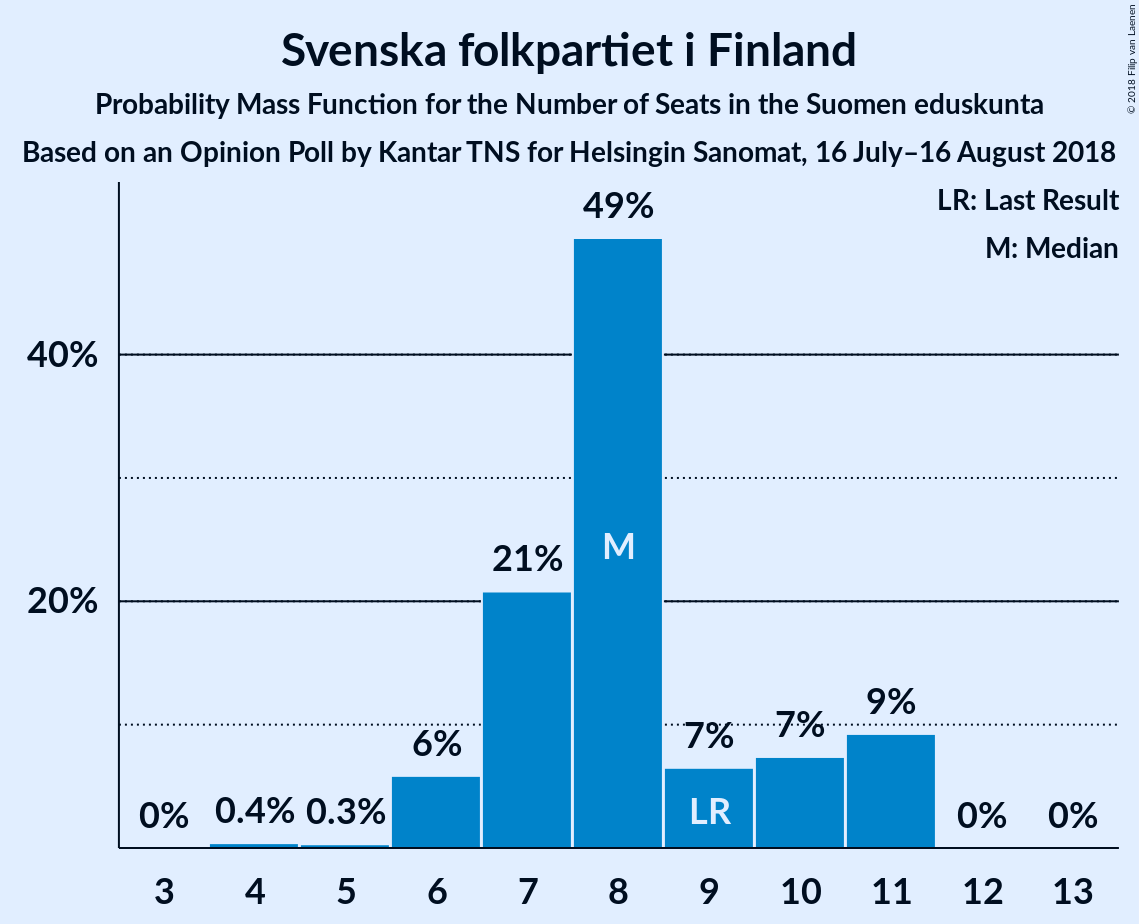 Svenska folkpartiet i Finland
Probability Mass Function for the Number of Seats in the Suomen eduskunta
Based on an Opinion Poll by Kantar TNS for Helsingin Sanomat, 16 July–16 August 2018
© 2018 Filip van Laenen
LR: Last Result
M: Median
49%
40%
M
21%
20%
9%
7%
7%
6%
LR
0%
0.4%
0.3%
0%
0%
3 4 5 6 7 8 9 10 11 12 13